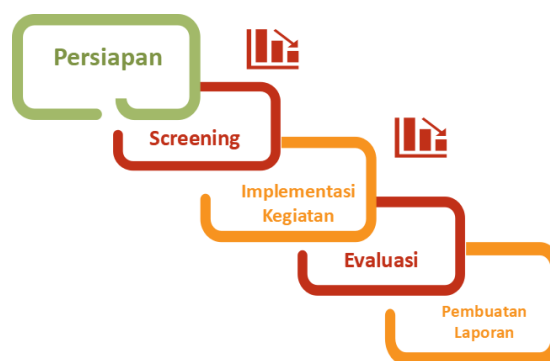 Persiapan
Screening
Implementasi
Kegiatan
Evaluasi
Pembuatan
Laporan